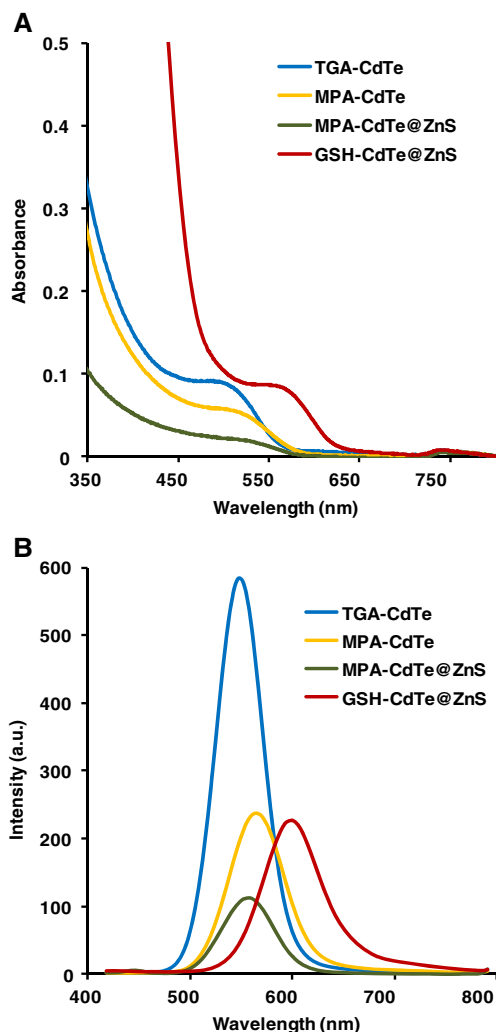 A
0.5
0.4
0.3
0.2
0.1
0
Absorbance
TGA-CdTe
MPA-CdTe
MPA-CdTe@ZnS
GSH-CdTe@ZnS
350 450 550 650 750
Wavelength (nm)
B
600
500
400
300
200
100
0
Intensity (a.u.)
TGA-CdTe
MPA-CdTe
MPA-CdTe@ZnS
GSH-CdTe@ZnS
400 500 600 700 800
Wavelength (nm)